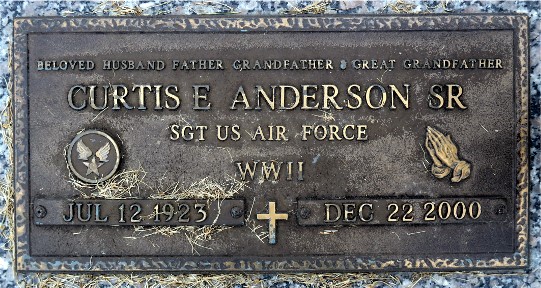 BELOVED HUSBAND FATHER GRANDFATHER & GREAT GRANDFATHER
CURTIS E ANDERSON SR
SGT US AIR FORCE
WWII
JUL 12 1923 DEC 22 2000